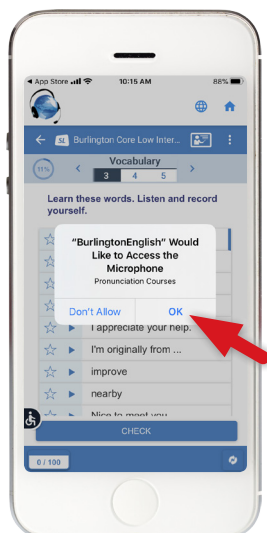 App Store
10:15 AM
88%
SL Burlington Core Low Inter...
11%
Vocabulary
3 4 5
Learn these words. Listen and record
yourself.
"BurlingtonEnglish" Would
Like to Access the
Microphone
Pronunciation Courses
Don't Allow
OK
I appreciate your help.
I'm originally from ...
improve
nearby
Nice to meet you
CHECK
0 / 100